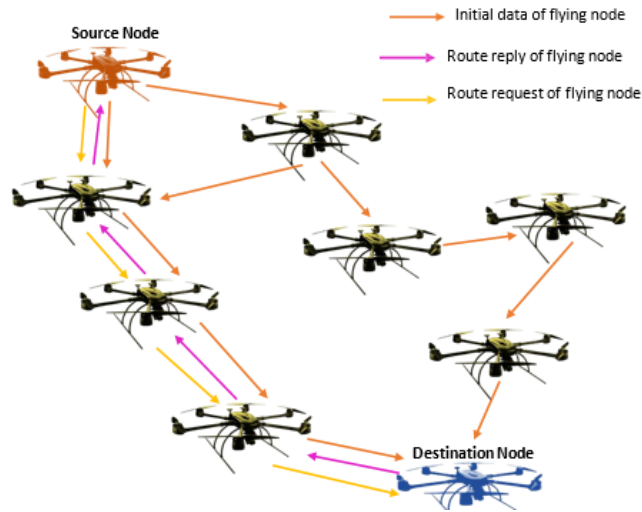 Source Node
Initial data of flying node
Route reply of flying node
Route request of flying node
Destination Node